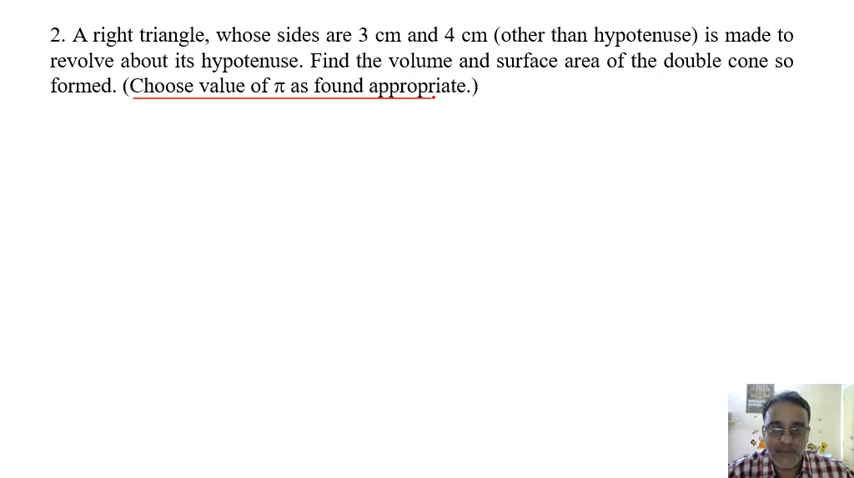 2. A right triangle, whose sides are 3 cm and 4 cm (other than hypotenuse) is made to
revolve about its hypotenuse. Find the volume and surface area of the double cone so
formed. (Choose value of π as found appropriate.)